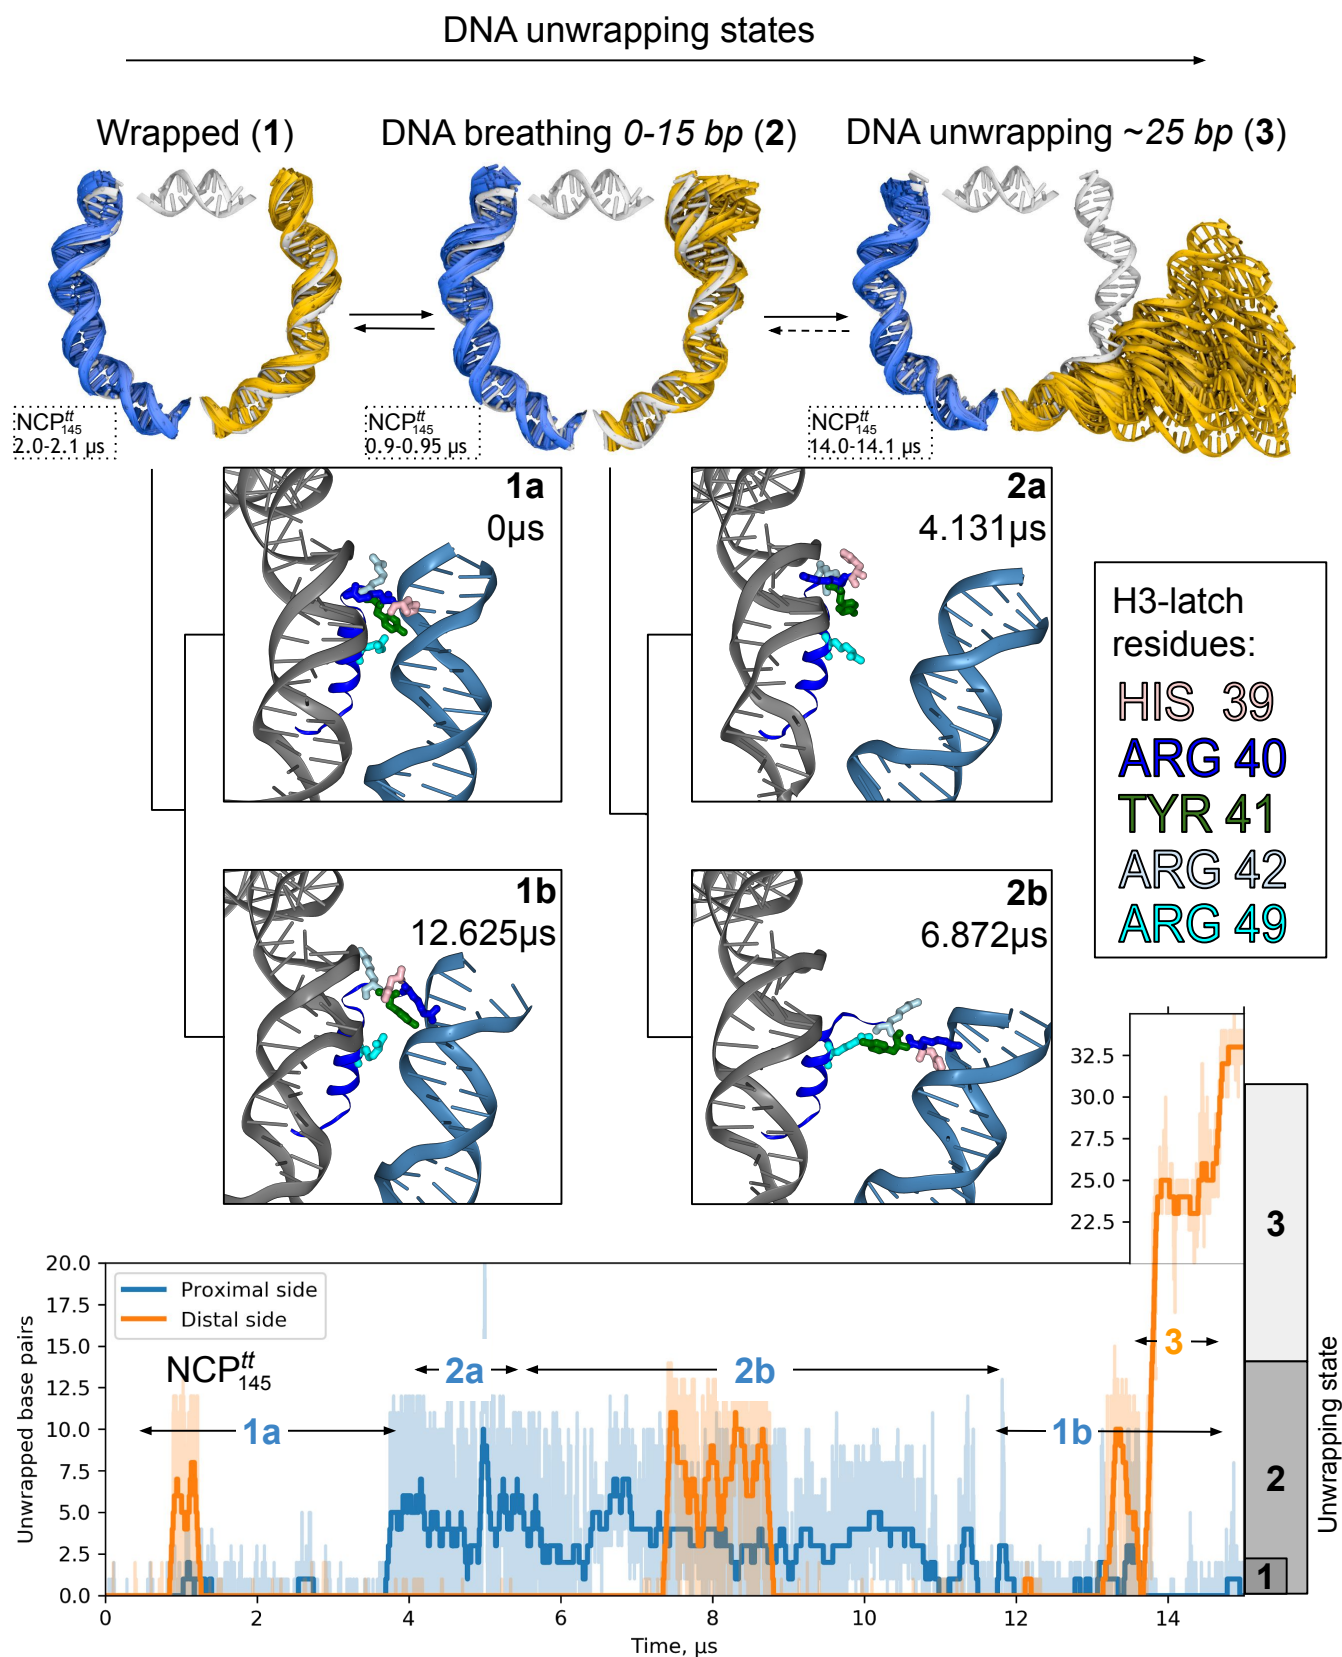 DNA unwrapping states
Wrapped (1)
DNA breathing 0-15 bp (2)
DNA unwrapping ~25 bp (3)
NCP145tt
2.0-2.1 µs
NCP145tt
0.9-0.95 µs
NCP145tt
14.0-14.1 µs
1a
0µs
2a
4.131µs
H3-latch
residues:
HIS 39
ARG 40
TYR 41
ARG 42
ARG 49
1b
12.625µs
2b
6.872µs
32.5
30.0
27.5
25.0
22.5
20.0
17.5
15.0
12.5
10.0
7.5
5.0
2.5
0.0
Unwrapped base pairs
Proximal side
Distal side
NCP145tt
1a
2a
2b
1b
3
3
2
1
Unwrapping state
0
2
4
6
8
10
12
14
Time, µs